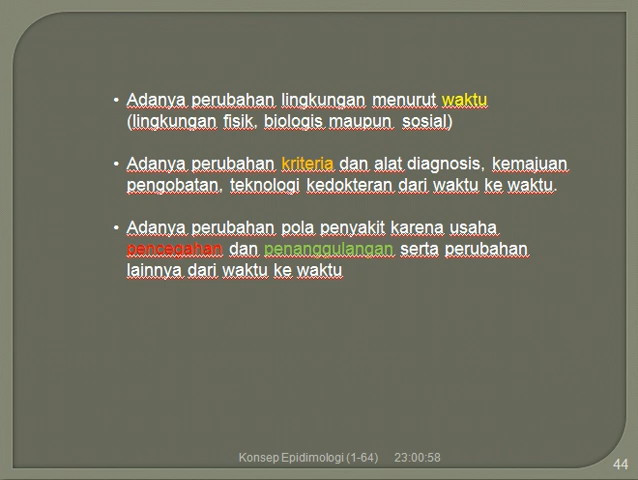 • Adanya perubahan lingkungan menurut waktu
(lingkungan fisik, biologis maupun sosial)
• Adanya perubahan kriteria dan alat diagnosis, kemajuan
pengobatan, teknologi kedokteran dari waktu ke waktu.
• Adanya perubahan pola penyakit karena usaha
pencegahan dan penanggulangan serta perubahan
lainnya dari waktu ke waktu
Konsep Epidimologi (1-64) 23:00:58
44